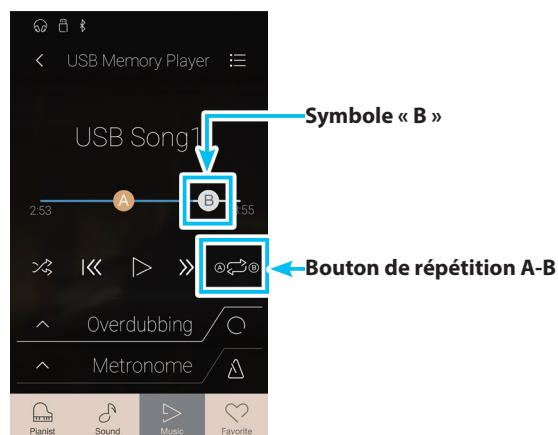 USB Memory Player
Symbole « B »
USB Song1
A
B
2:53
:55
A B
Bouton de répétition A-B
Overdubbing
Metronome
Pianist Sound Music Favorite